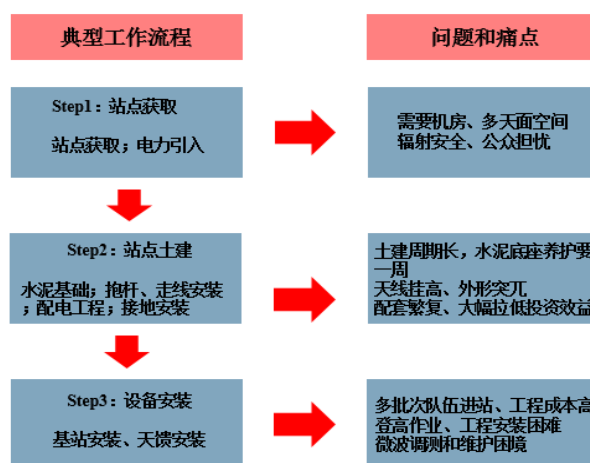 典型工作流程
问题和痛点
Step1：站点获取
站点获取；电力引入
需要机房、多天面空间
辐射安全、公众担忧
Step2：站点土建
水泥基础；抱杆、走线安装
；配电工程；接地安装
土建周期长，水泥底座养护要
一周
天线挂高、外形突兀
配套繁复、大幅拉低投资效益
Step3：设备安装
基站安装、天馈安装
多批次队伍进站、工程成本高
登高作业、工程安装困难
微波调测和维护困境